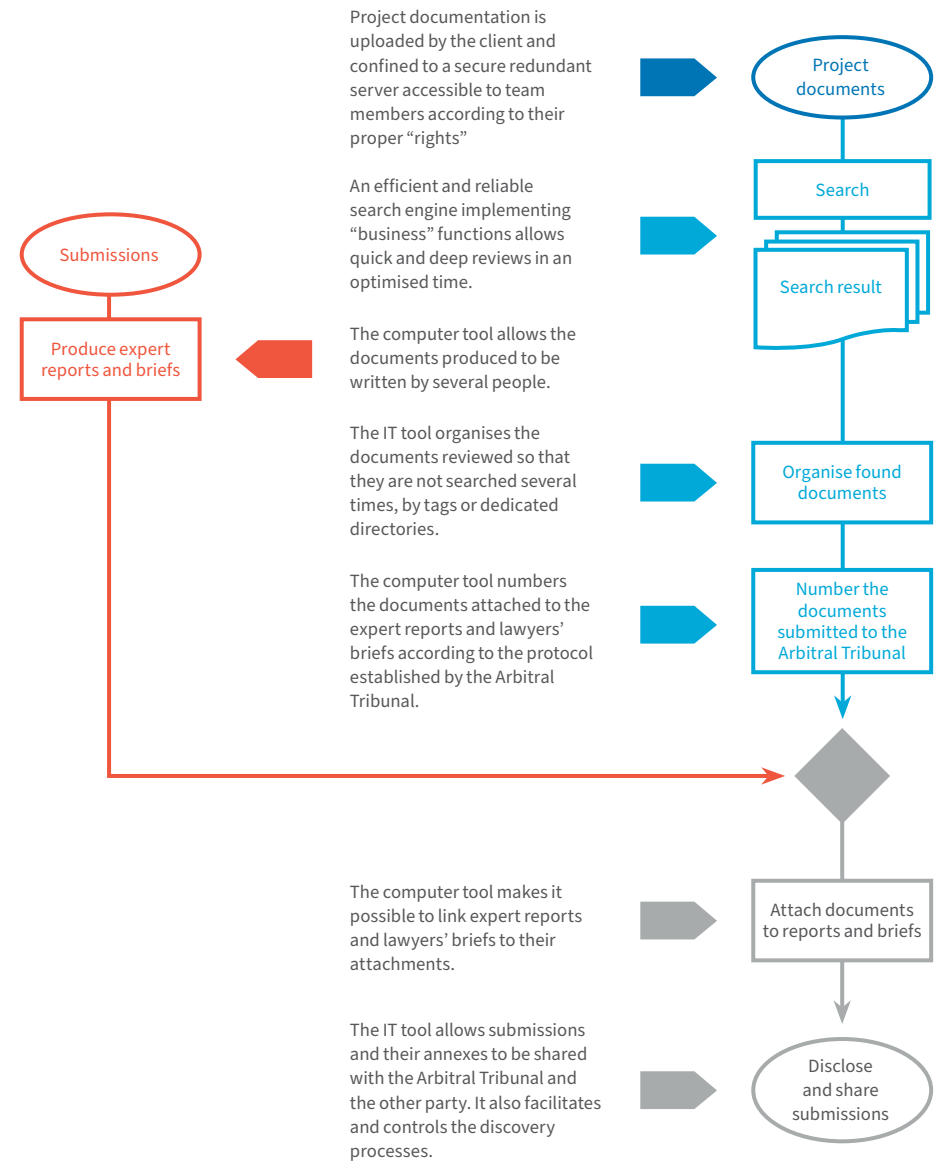 Project documentation is
uploaded by the client and
confined to a secure redundant
server accessible to team
members according to their
proper “rights”
Project
documents
An efficient and reliable
search engine implementing
“business” functions allows
quick and deep reviews in an
optimised time.
Search
Search result
Submissions
Produce expert
reports and briefs
The computer tool allows the
documents produced to be
written by several people.
The IT tool organises the
documents reviewed so that
they are not searched several
times, by tags or dedicated
directories.
Organise found
documents
The computer tool numbers
the documents attached to the
expert reports and lawyers’
briefs according to the protocol
established by the Arbitral
Tribunal.
Number the
documents
submitted to the
Arbitral Tribunal
The computer tool makes it
possible to link expert reports
and lawyers’ briefs to their
attachments.
Attach documents
to reports and briefs
The IT tool allows submissions
and their annexes to be shared
with the Arbitral Tribunal and
the other party. It also facilitates
and controls the discovery
processes.
Disclose
and share
submissions